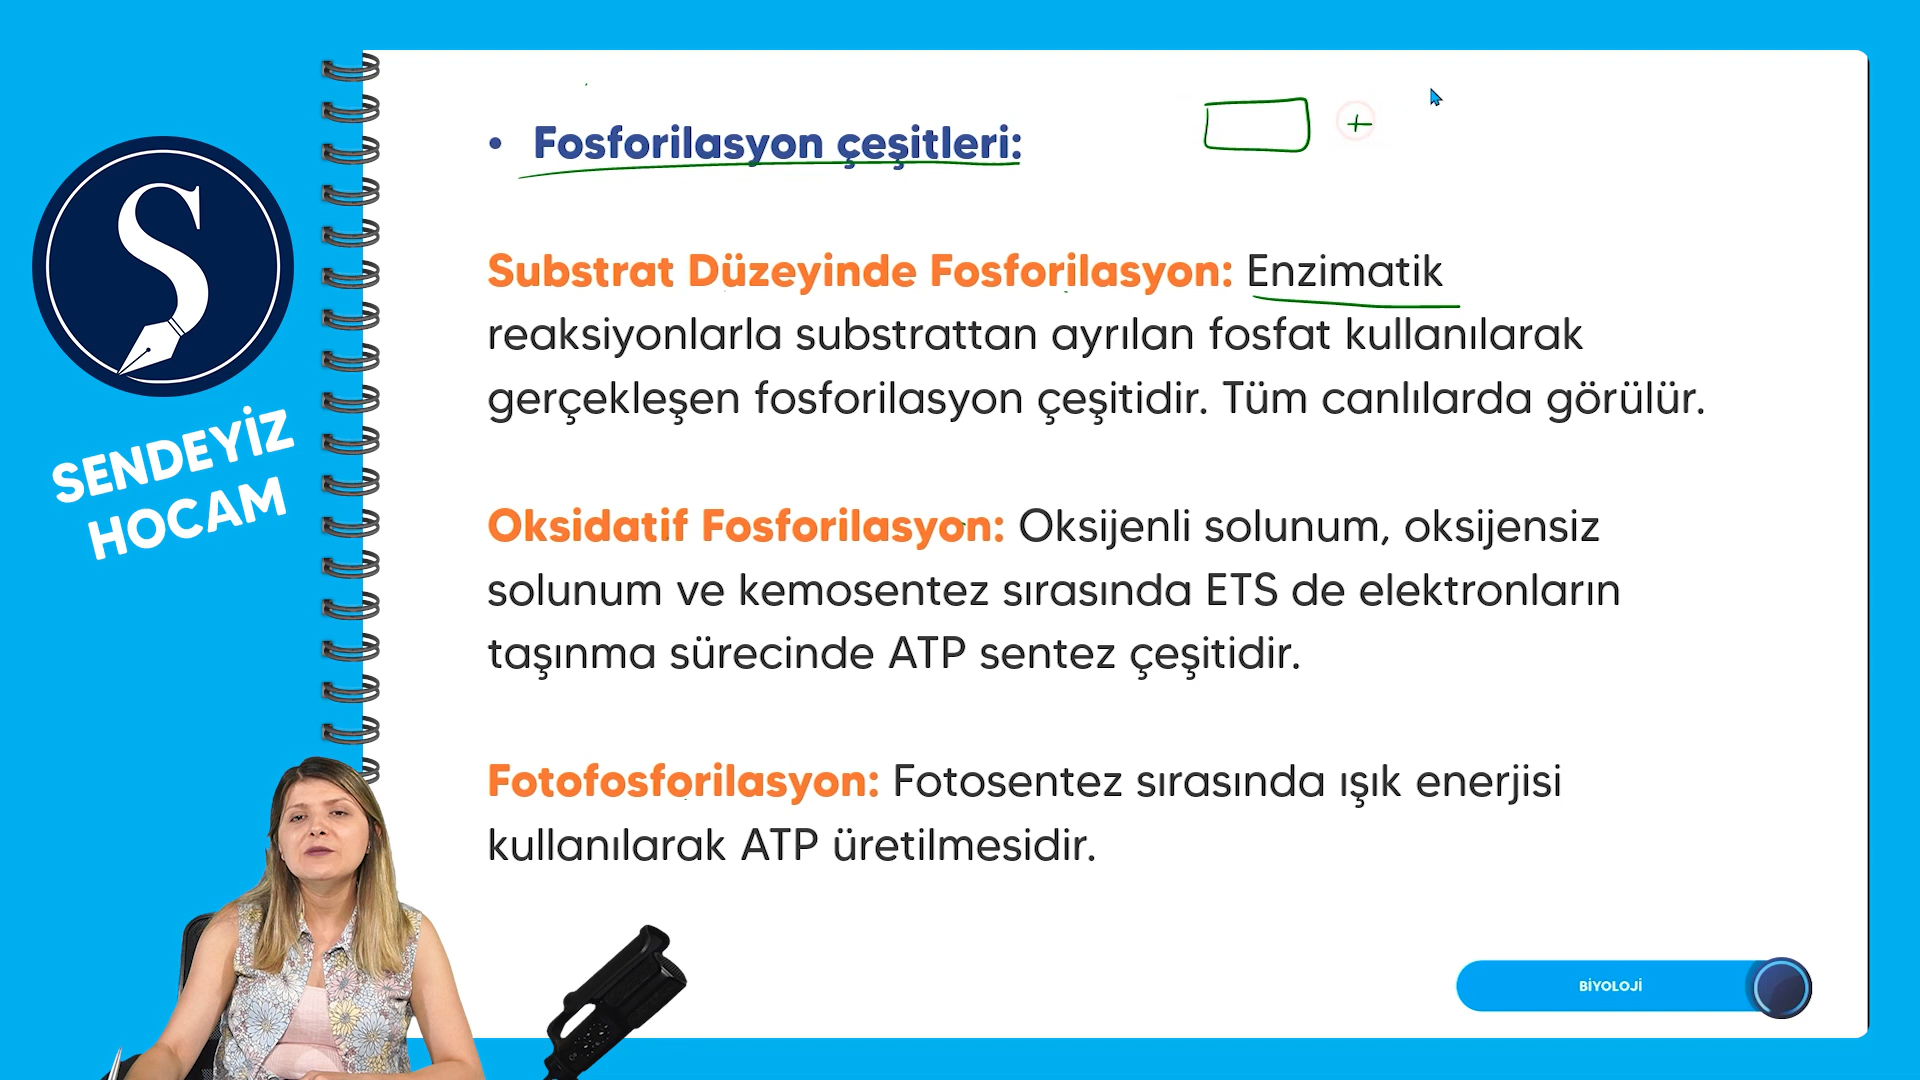 SENDEYİZ
HOCAM
• Fosforilasyon çeşitleri:
+
Substrat Düzeyinde Fosforilasyon: Enzimatik
reaksiyonlarla substrattan ayrılan fosfat kullanılarak
gerçekleşen fosforilasyon çeşitidir. Tüm canlılarda görülür.
Oksidatif Fosforilasyon: Oksijenli solunum, oksijensiz
solunum ve kemosentez sırasında ETS de elektronların
taşınma sürecinde ATP sentez çeşitidir.
Fotofosforilasyon: Fotosentez sırasında ışık enerjisi
kullanılarak ATP üretilmesidir.
BİYOLOJİ